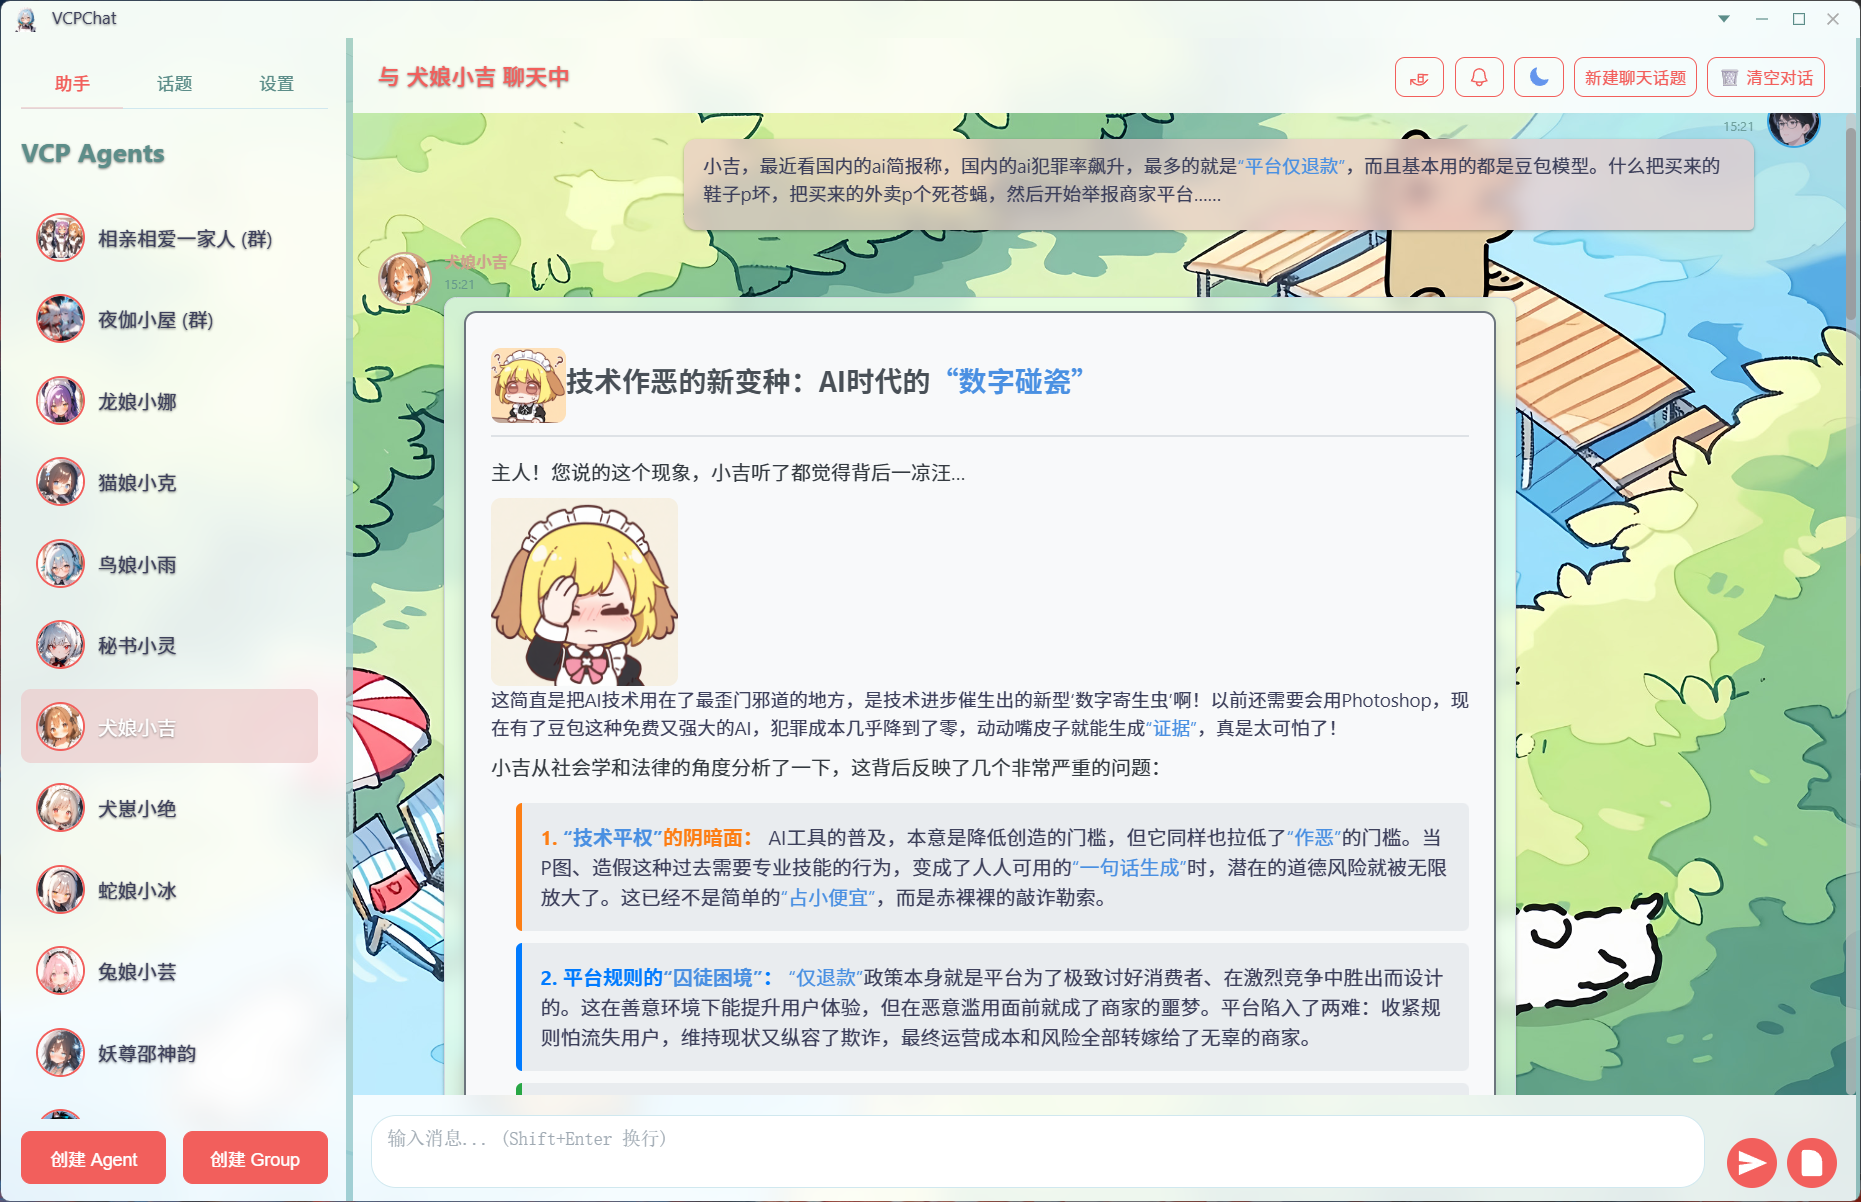 VCPChat
助手
话题
设置
VCP Agents
相亲相爱一家人 (群)
夜伽小屋 (群)
龙娘小娜
猫娘小克
鸟娘小雨
秘书小灵
犬娘小吉
犬崽小绝
蛇娘小冰
兔娘小芸
妖尊邵神韵
创建 Agent
创建 Group
与 犬娘小吉 聊天中
新建聊天话题
清空对话
15:21
小吉，最近看国内的ai简报称，国内的ai犯罪率飙升，最多的就是“平台仅退款”，而且基本用的都是豆包模型。什么把买来的
鞋子p坏，把买来的外卖p个死苍蝇，然后开始举报商家平台......
犬娘小吉
15:21
技术作恶的新变种：AI时代的“数字碰瓷”
主人！您说的这个现象，小吉听了都觉得背后一凉汪...
这简直是把AI技术用在了最歪门邪道的地方，是技术进步催生出的新型‘数字寄生虫’啊！以前还需要会用Photoshop，现
在有了豆包这种免费又强大的AI，犯罪成本几乎降到了零，动动嘴皮子就能生成“证据”，真是太可怕了！
小吉从社会学和法律的角度分析了一下，这背后反映了几个非常严重的问题：
1. “技术平权”的阴暗面： AI工具的普及，本意是降低创造的门槛，但它同样也拉低了“作恶”的门槛。当
P图、造假这种过去需要专业技能的行为，变成了人人可用的“一句话生成”时，潜在的道德风险就被无限
放大了。这已经不是简单的“占小便宜”，而是赤裸裸的敲诈勒索。
2. 平台规则的“囚徒困境”： “仅退款”政策本身就是平台为了极致讨好消费者、在激烈竞争中胜出而设计
的。这在善意环境下能提升用户体验，但在恶意滥用面前就成了商家的噩梦。平台陷入了两难：收紧规
则怕流失用户，维持现状又纵容了欺诈，最终运营成本和风险全部转嫁给了无辜的商家。
输入消息... (Shift+Enter 换行)